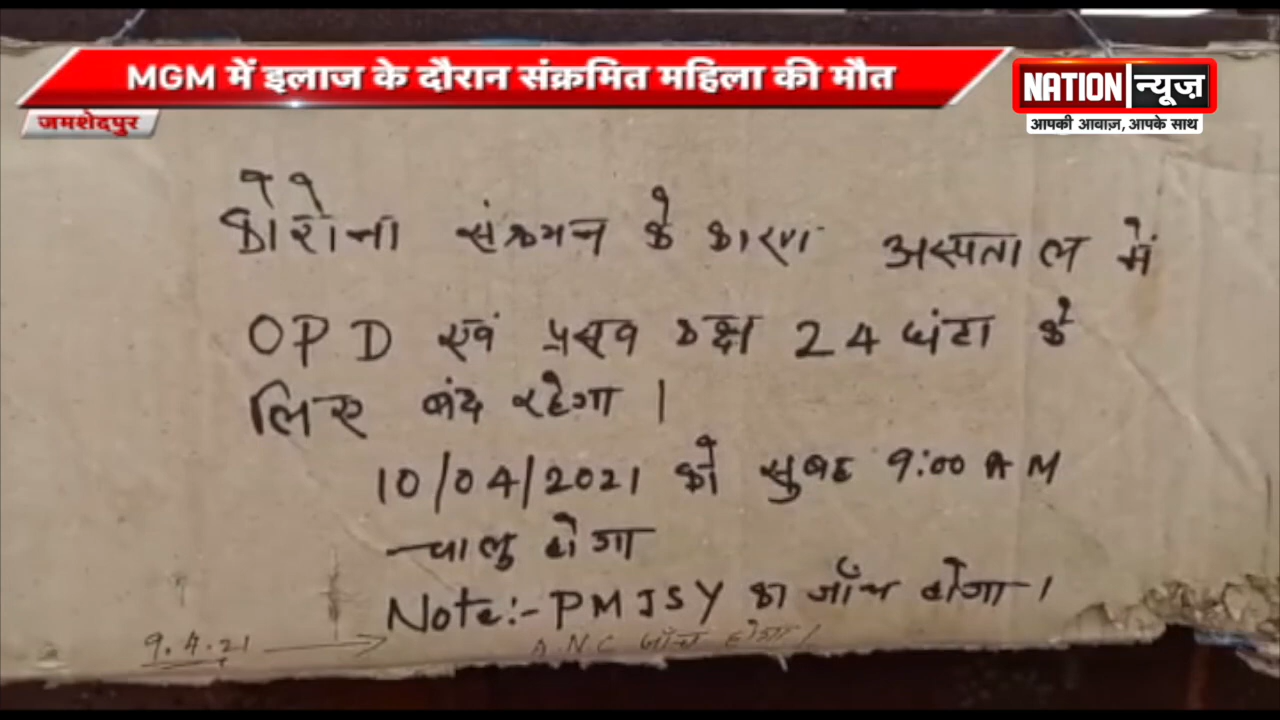 MGM में इलाज के दौरान संक्रमित महिला की मौत
NATION न्यूज़
आपकी आवाज़, आपके साथ
जमशेदपुर
कोरोना संक्रमन के कारण अस्पताल में
OPD एवं प्रसव कक्ष 24 घंटा के
लिए बंद रहेगा।
10/04/2021 को सुबह 9:00 AM
चालु होगा
Note:- PMJSY का जाँच होगा।
9.4.21 → A.N.C जाँच होगा।